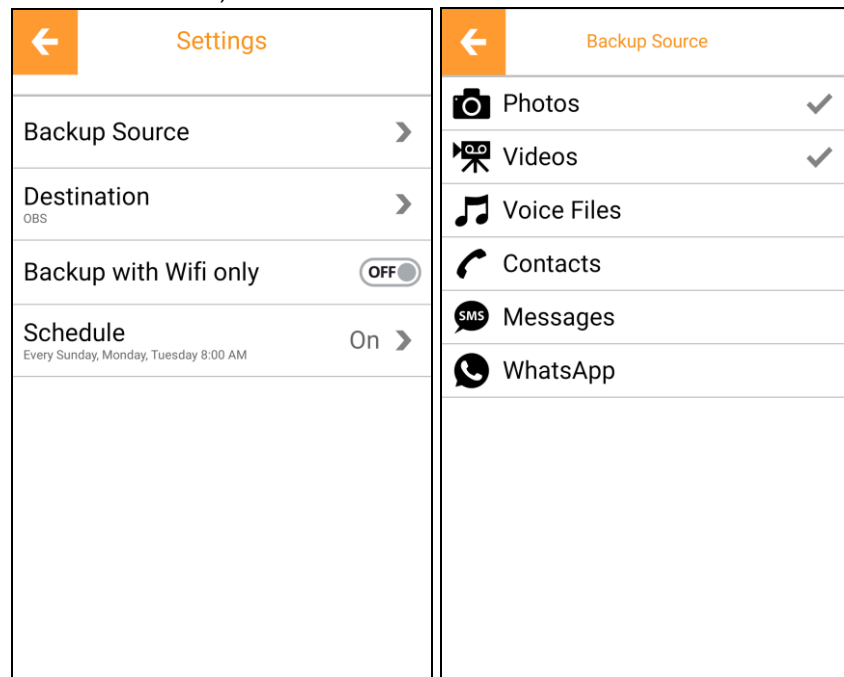 Settings
Backup Source
Destination
OBS
Backup with Wifi only
OFF
Schedule
On
Every Sunday, Monday, Tuesday 8:00 AM
Backup Source
Photos
Videos
Voice Files
Contacts
SMS
Messages
WhatsApp